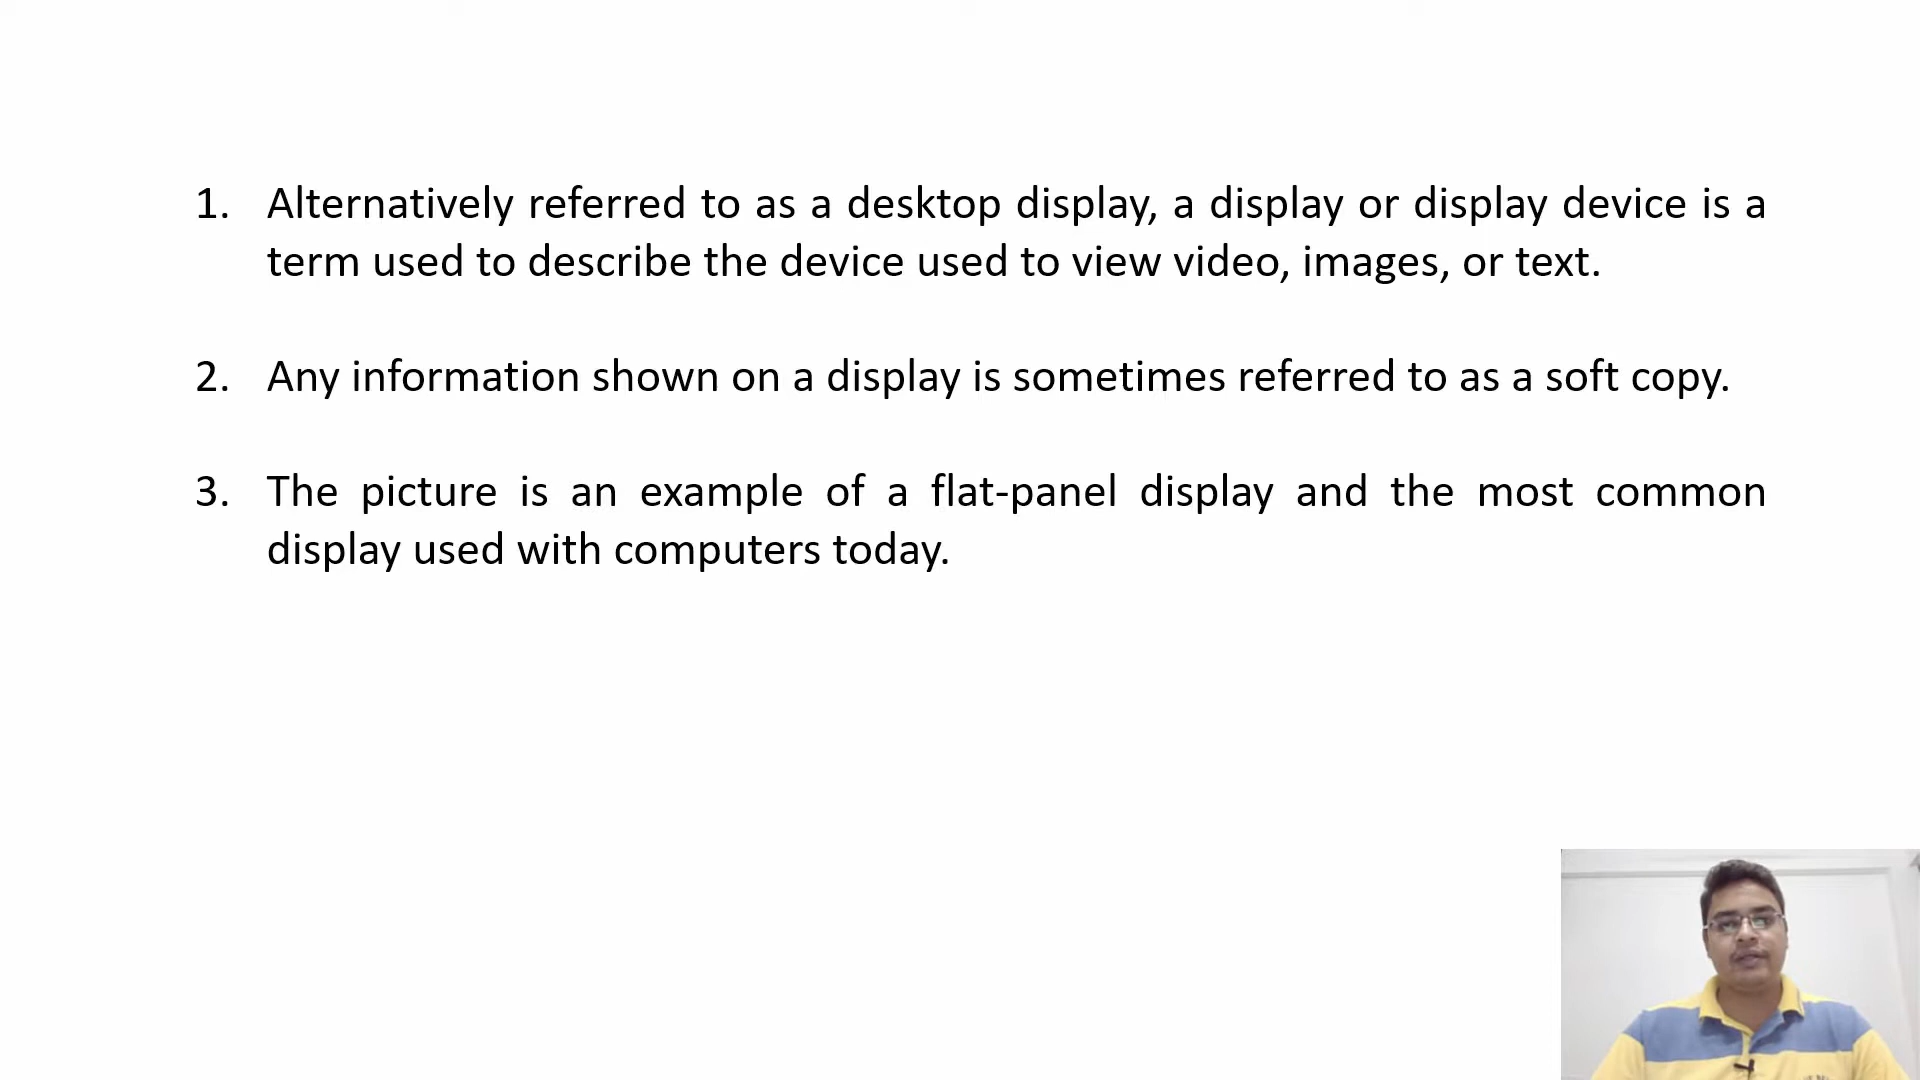 1. Alternatively referred to as a desktop display, a display or display device is a
term used to describe the device used to view video, images, or text.
2. Any information shown on a display is sometimes referred to as a soft copy.
3. The picture is an example of a flat-panel display and the most common
display used with computers today.